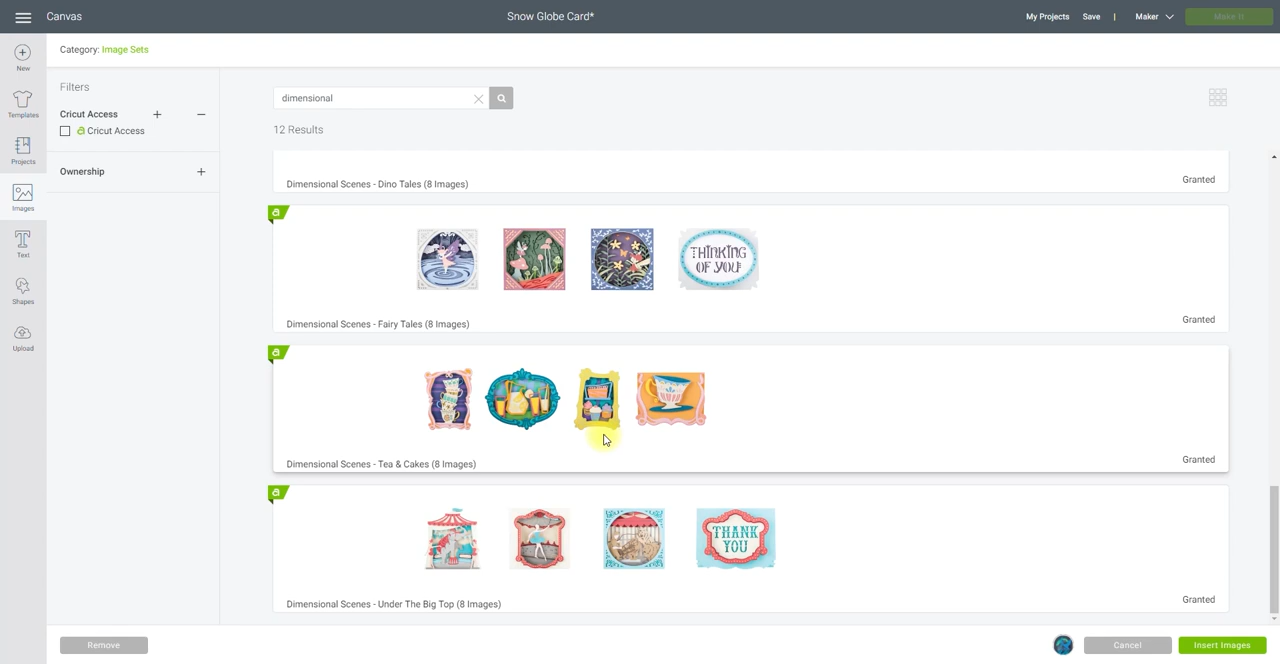 Canvas
Snow Globe Card*
My Projects Save | Maker Make It
Category: Image Sets
New
Templates
Projects
Images
Text
Shapes
Upload
Filters
Cricut Access + −
a Cricut Access
Ownership +
dimensional
12 Results
Dimensional Scenes - Dino Tales (8 Images) Granted
a
THINKING
OF YOU
Dimensional Scenes - Fairy Tales (8 Images) Granted
a
Dimensional Scenes - Tea & Cakes (8 Images) Granted
a
THANK
YOU
Dimensional Scenes - Under The Big Top (8 Images) Granted
Remove Cancel Insert Images